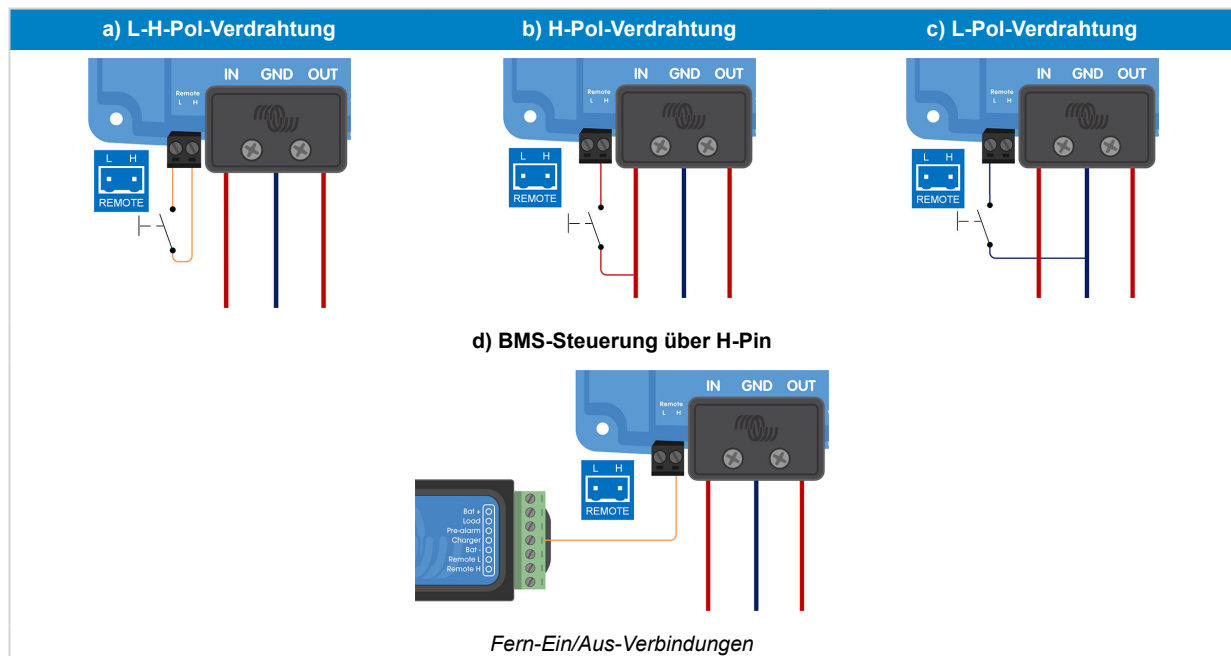 a) L-H-Pol-Verdrahtung
b) H-Pol-Verdrahtung
c) L-Pol-Verdrahtung
IN GND OUT
Remote
L H
L H
REMOTE
IN GND OUT
Remote
L H
L H
REMOTE
IN GND OUT
Remote
L H
L H
REMOTE
d) BMS-Steuerung über H-Pin
IN GND OUT
Remote
L H
L H
REMOTE
Bat +
Load
Pre-alarm
Charger
Bat -
Remote L
Remote H
Fern-Ein/Aus-Verbindungen